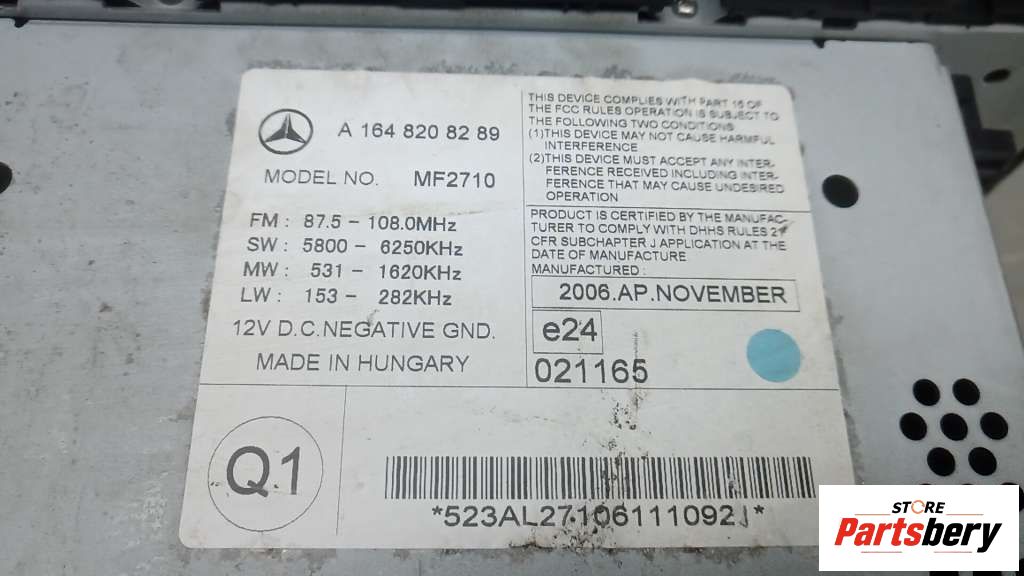 A 164 820 82 89
MODEL NO. MF2710
FM : 87.5 - 108.0MHz
SW : 5800 - 6250KHz
MW : 531 - 1620KHz
LW : 153 - 282KHz
12V D.C.NEGATIVE GND.
MADE IN HUNGARY
THIS DEVICE COMPLIES WITH PART 15 OF
THE FCC RULES OPERATION IS SUBJECT TO
THE FOLLOWING TWO CONDITIONS
(1)THIS DEVICE MAY NOT CAUSE HARMFUL
INTERFERENCE
(2)THIS DEVICE MUST ACCEPT ANY INTER-
FERENCE RECEIVED INCLUDING INTER-
FERENCE THAT MAY CAUSE UNDESIRED
OPERATION
PRODUCT IS CERTIFIED BY THE MANUFAC-
TURER TO COMPLY WITH DHHS RULES 21
CFR SUBCHAPTER J APPLICATION AT THE
DATE OF MANUFACTURE
MANUFACTURED :
2006.AP.NOVEMBER
e24
021165
Q1
*523AL27106111092J*
STORE
Partsbery